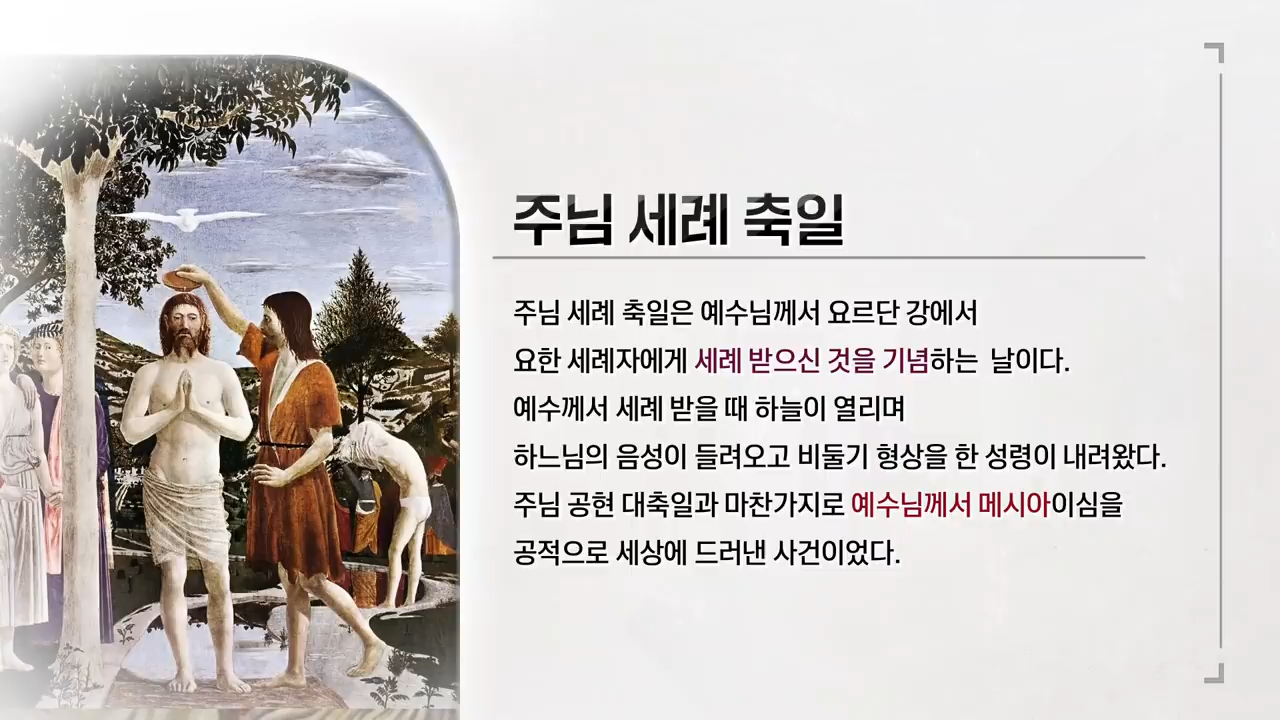 주님 세례 축일
주님 세례 축일은 예수님께서 요르단 강에서
요한 세례자에게 세례 받으신 것을 기념하는 날이다.
예수께서 세례 받을 때 하늘이 열리며
하느님의 음성이 들려오고 비둘기 형상을 한 성령이 내려왔다.
주님 공현 대축일과 마찬가지로 예수님께서 메시아이심을
공적으로 세상에 드러낸 사건이었다.